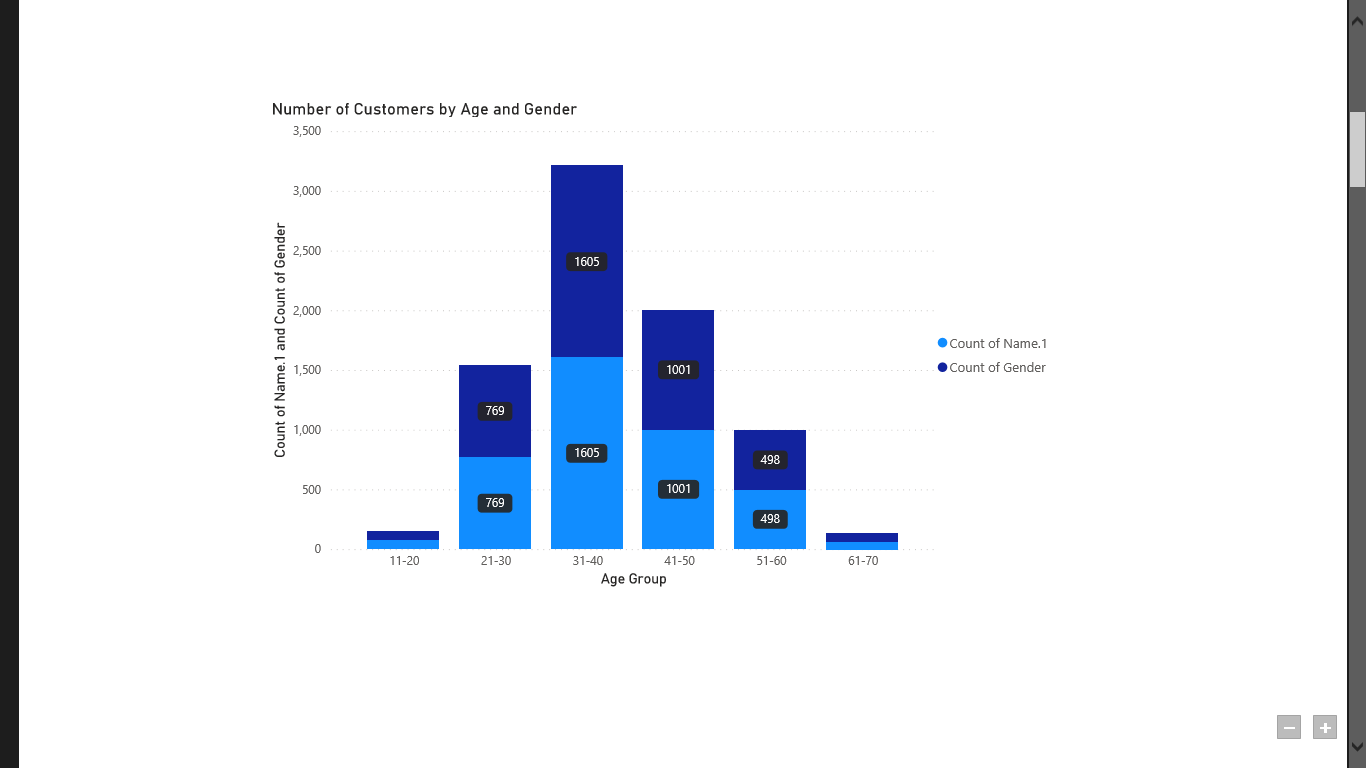 Number of Customers by Age and Gender
3,500
3,000
2,500
2,000
1,500
1,000
500
0
Count of Name.1 and Count of Gender
1605
1001
769
498
1605
1001
769
498
11-20 21-30 31-40 41-50 51-60 61-70
Age Group
Count of Name.1
Count of Gender